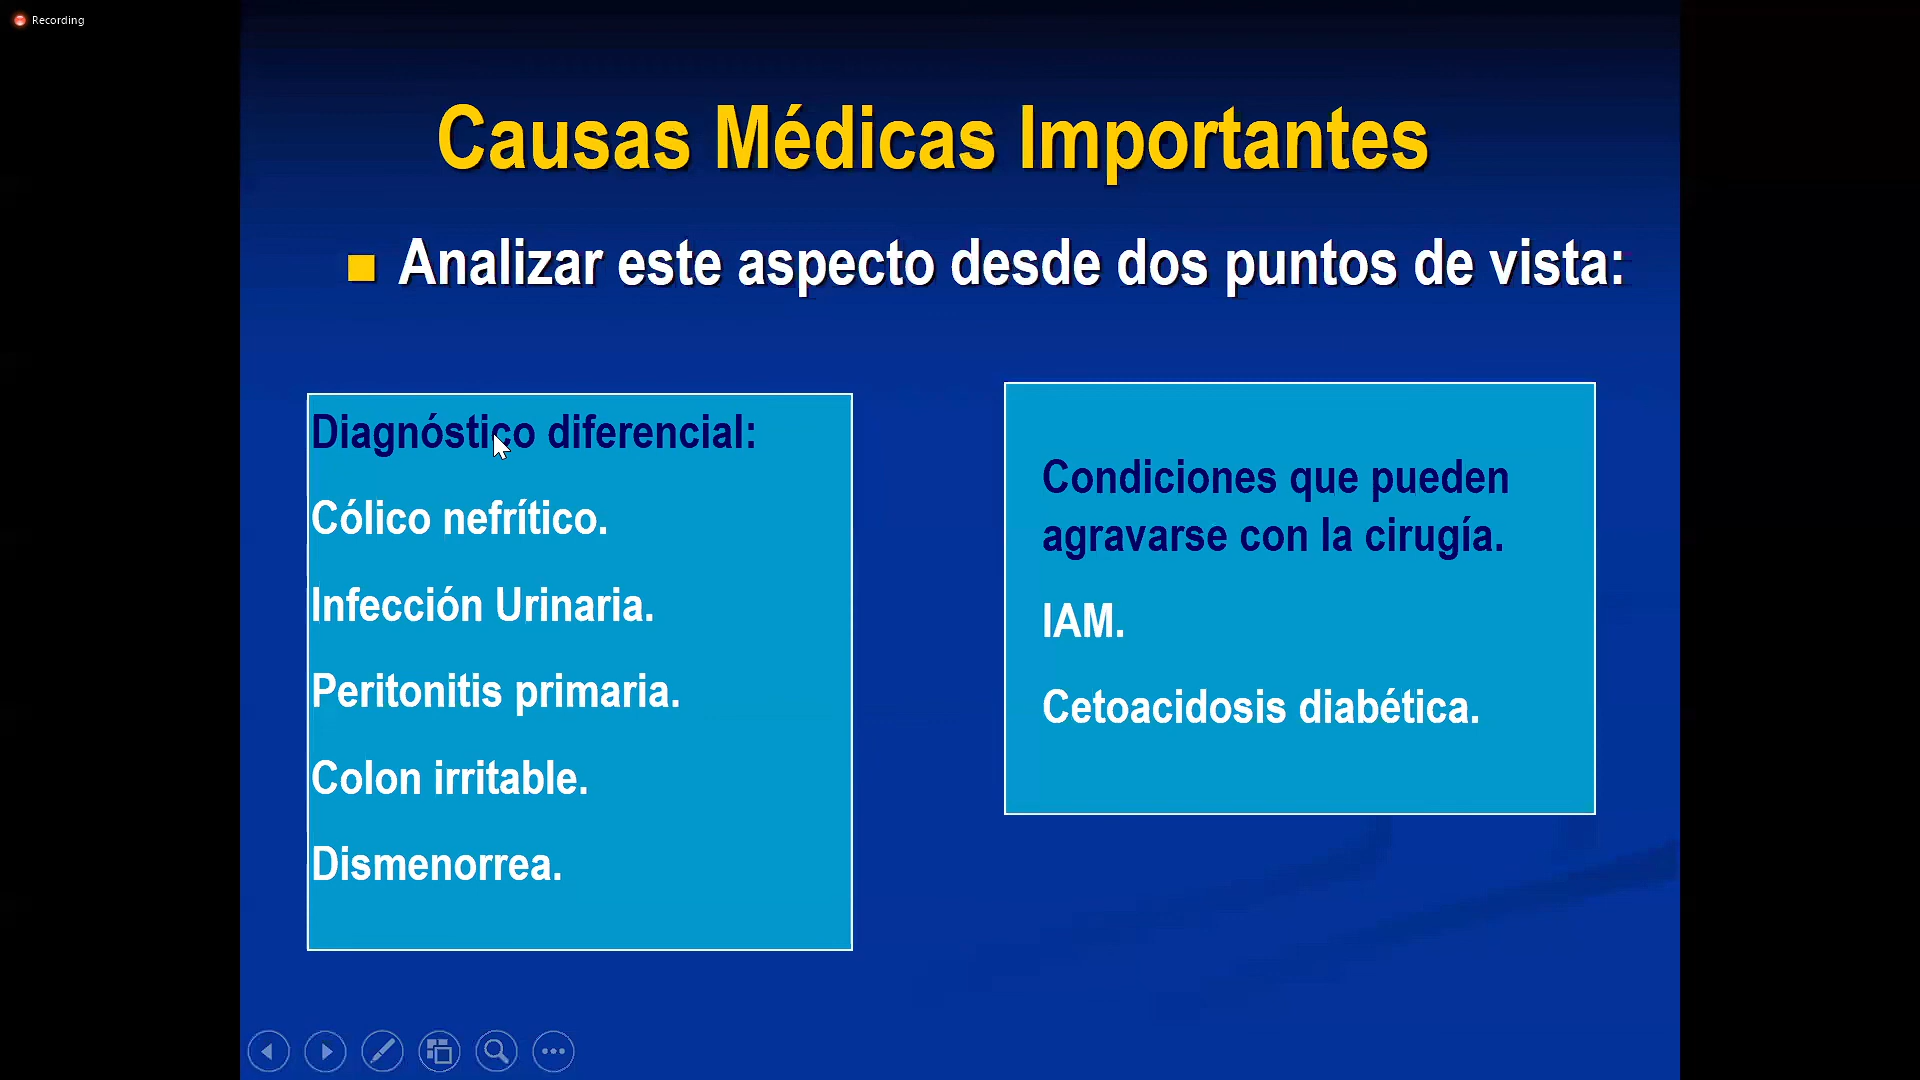 Recording
Causas Médicas Importantes
Analizar este aspecto desde dos puntos de vista:
Diagnóstico diferencial:
Cólico nefrítico.
Infección Urinaria.
Peritonitis primaria.
Colon irritable.
Dismenorrea.
Condiciones que pueden
agravarse con la cirugía.
IAM.
Cetoacidosis diabética.